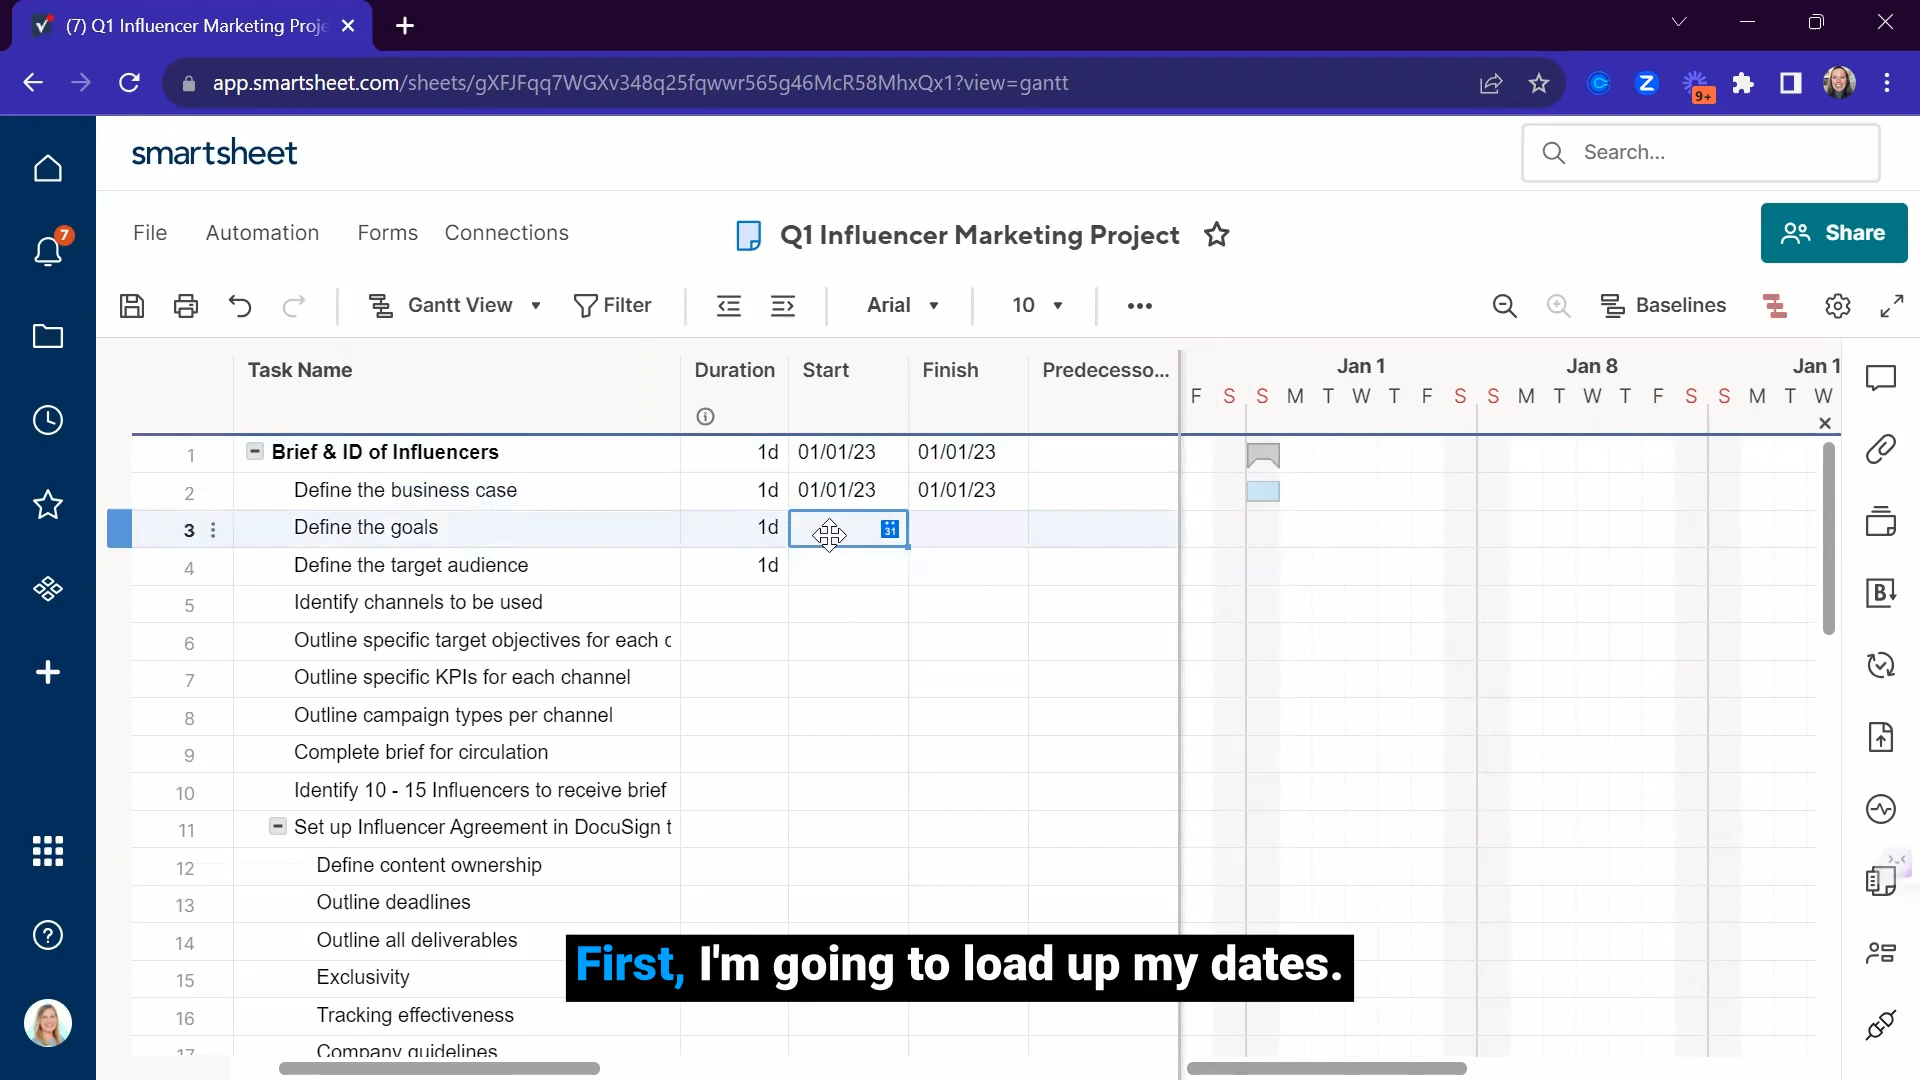 (7) Q1 Influencer Marketing Proje
app.smartsheet.com/sheets/gXFJFqq7WGXv348q25fqwwr565g46McR58MhxQx1?view=gantt
9+
smartsheet
Search...
7
File Automation Forms Connections
Q1 Influencer Marketing Project
Share
Gantt View Filter Arial 10 Baselines
Task Name Duration Start Finish Predecesso...
Jan 1 Jan 8 Jan 1
F S S M T W T F S S M T W T F S S M T W
1 Brief & ID of Influencers 1d 01/01/23 01/01/23
2 Define the business case 1d 01/01/23 01/01/23
3 Define the goals 1d 31
4 Define the target audience 1d
5 Identify channels to be used
6 Outline specific target objectives for each c
7 Outline specific KPIs for each channel
8 Outline campaign types per channel
9 Complete brief for circulation
10 Identify 10 - 15 Influencers to receive brief
11 Set up Influencer Agreement in DocuSign t
12 Define content ownership
13 Outline deadlines
14 Outline all deliverables
15 Exclusivity
16 Tracking effectiveness
17 Company guidelines
First, I'm going to load up my dates.